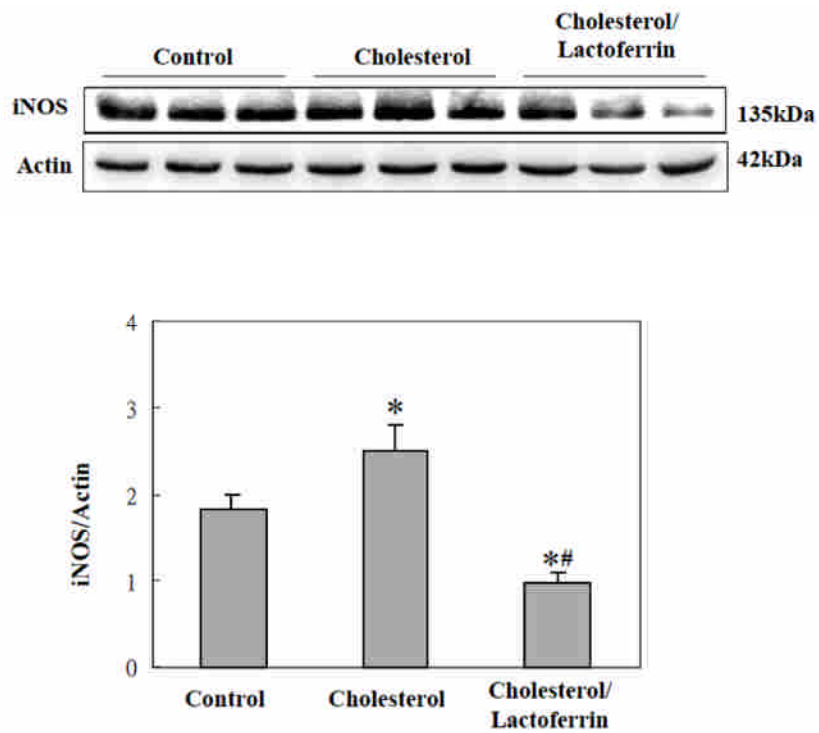 Cholesterol/
Control Cholesterol Lactoferrin
iNOS 135kDa
Actin 42kDa
4
3
*
2
*#
1
0
iNOS/Actin
Control Cholesterol Cholesterol/
Lactoferrin